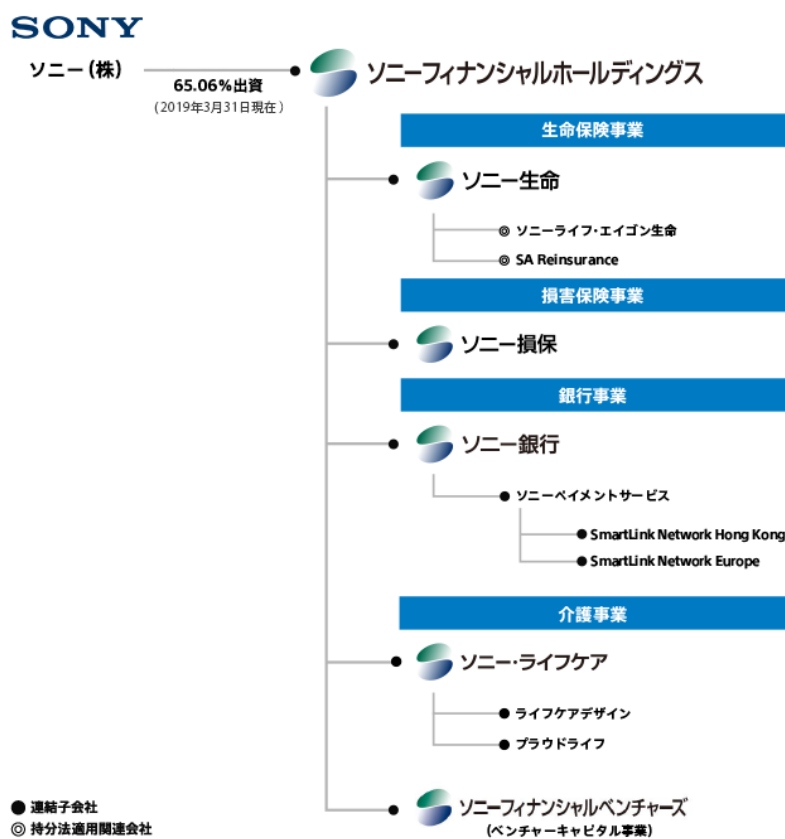 SONY
ソニー(株)
65.06%出資
(2019年3月31日現在)
ソニーフィナンシャルホールディングス
生命保険事業
ソニー生命
◎ ソニーライフ・エイゴン生命
◎ SA Reinsurance
損害保険事業
ソニー損保
銀行事業
ソニー銀行
● ソニーペイメントサービス
● SmartLink Network Hong Kong
● SmartLink Network Europe
介護事業
ソニー・ライフケア
● ライフケアデザイン
● プラウドライフ
ソニーフィナンシャルベンチャーズ
(ベンチャーキャピタル事業)
● 連結子会社
◎ 持分法適用関連会社